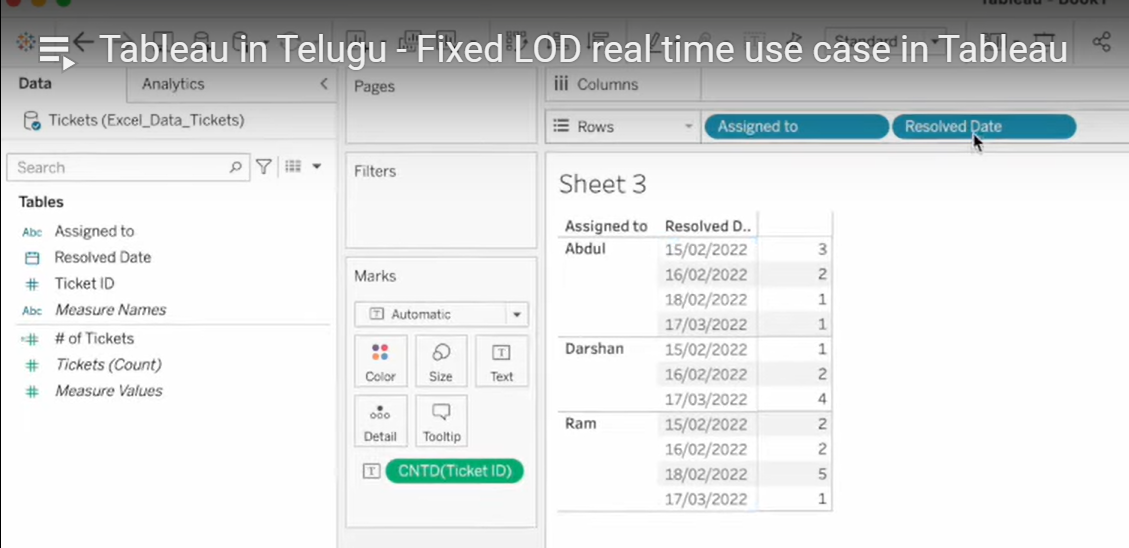 Tableau in Telugu - Fixed LOD real time use case in Tableau
Standard
Data
Analytics
Pages
Columns
Tickets (Excel_Data_Tickets)
Rows
Assigned to
Resolved Date
Search
Filters
Tables
Abc Assigned to
Resolved Date
# Ticket ID
Abc Measure Names
=# # of Tickets
# Tickets (Count)
# Measure Values
Marks
Automatic
Color
Size
Text
Detail
Tooltip
CNTD(Ticket ID)
Sheet 3
Assigned to Resolved D..
Abdul 15/02/2022 3
16/02/2022 2
18/02/2022 1
17/03/2022 1
Darshan 15/02/2022 1
16/02/2022 2
17/03/2022 4
Ram 15/02/2022 2
16/02/2022 2
18/02/2022 5
17/03/2022 1